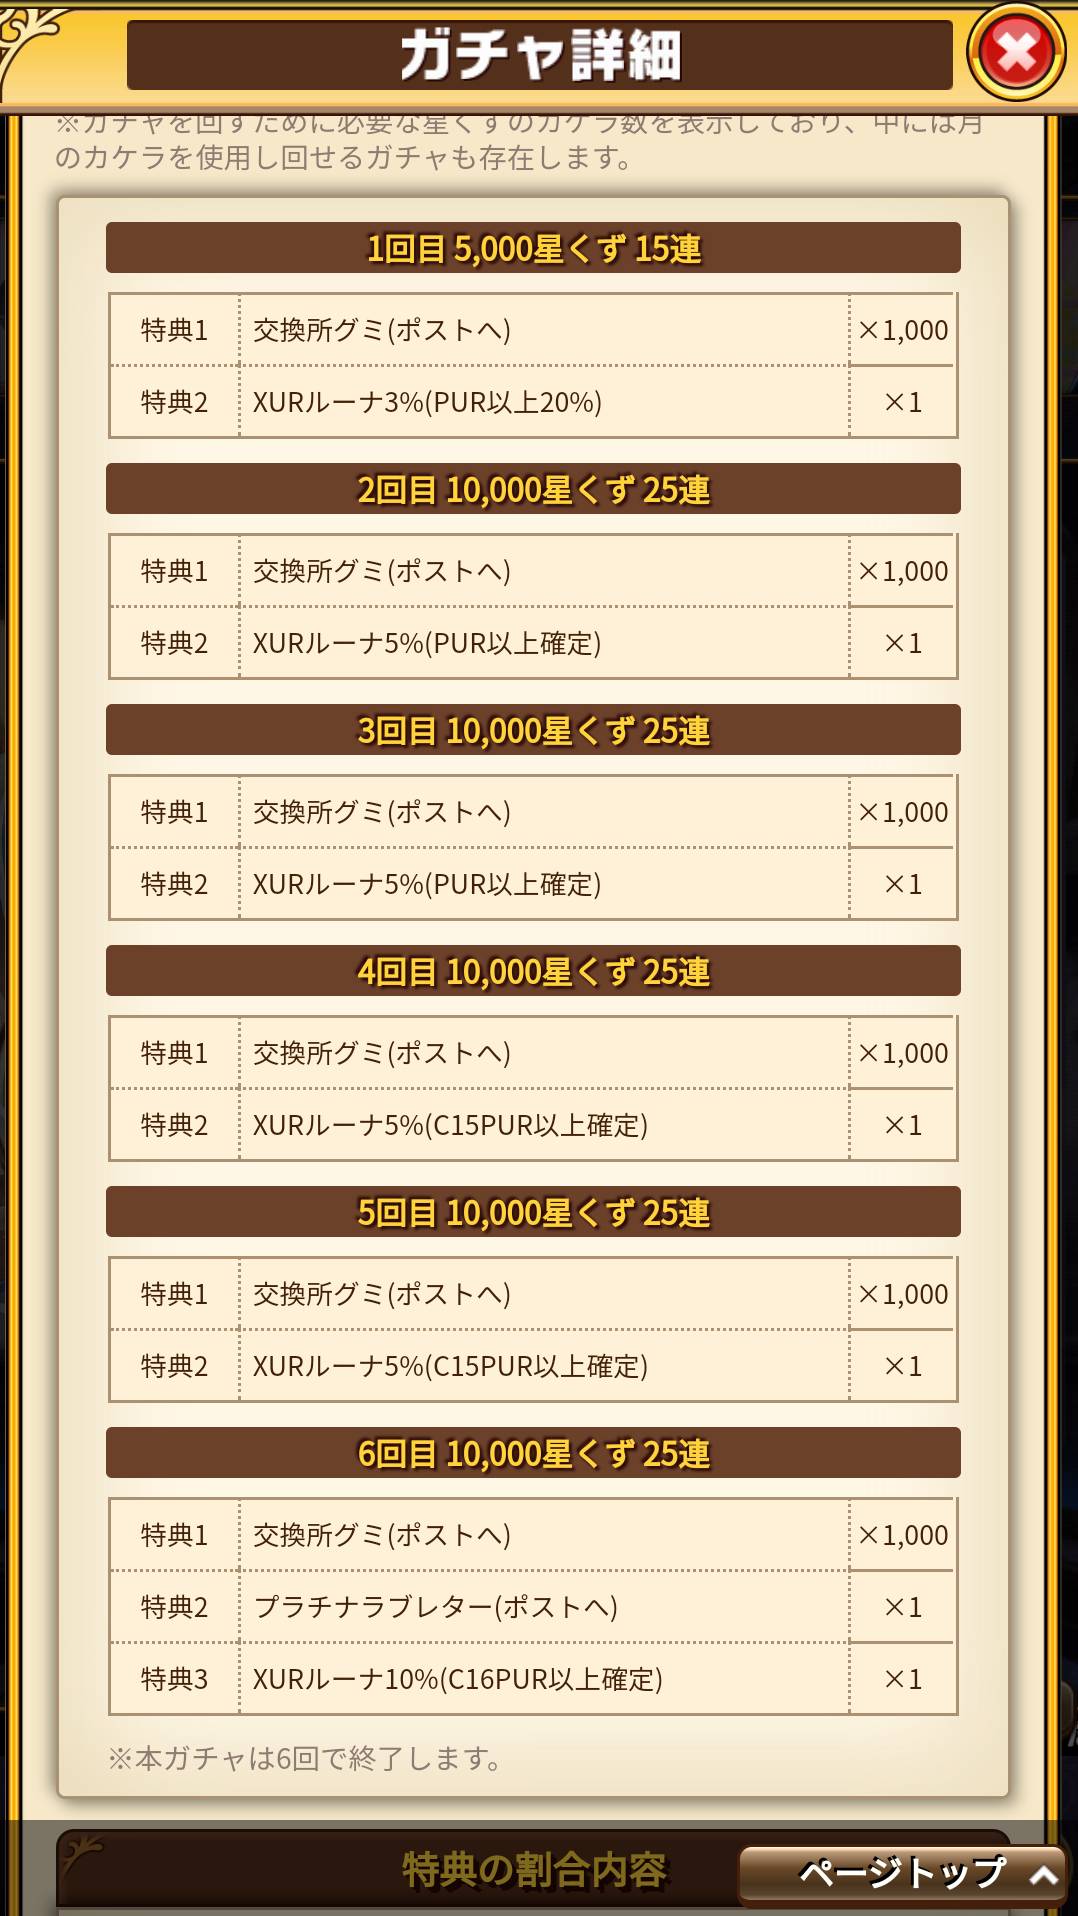 ガチャ詳細
※ガチャを回すために必要な星くずのカケラ数を表示しており、中には月
のカケラを使用し回せるガチャも存在します。
1回目 5,000星くず 15連
特典1 交換所グミ(ポストへ) ×1,000
特典2 XURルーナ3%(PUR以上20%) ×1
2回目 10,000星くず 25連
特典1 交換所グミ(ポストへ) ×1,000
特典2 XURルーナ5%(PUR以上確定) ×1
3回目 10,000星くず 25連
特典1 交換所グミ(ポストへ) ×1,000
特典2 XURルーナ5%(PUR以上確定) ×1
4回目 10,000星くず 25連
特典1 交換所グミ(ポストへ) ×1,000
特典2 XURルーナ5%(C15PUR以上確定) ×1
5回目 10,000星くず 25連
特典1 交換所グミ(ポストへ) ×1,000
特典2 XURルーナ5%(C15PUR以上確定) ×1
6回目 10,000星くず 25連
特典1 交換所グミ(ポストへ) ×1,000
特典2 プラチナラブレター(ポストへ) ×1
特典3 XURルーナ10%(C16PUR以上確定) ×1
※本ガチャは6回で終了します。
特典の割合内容
ページトップ